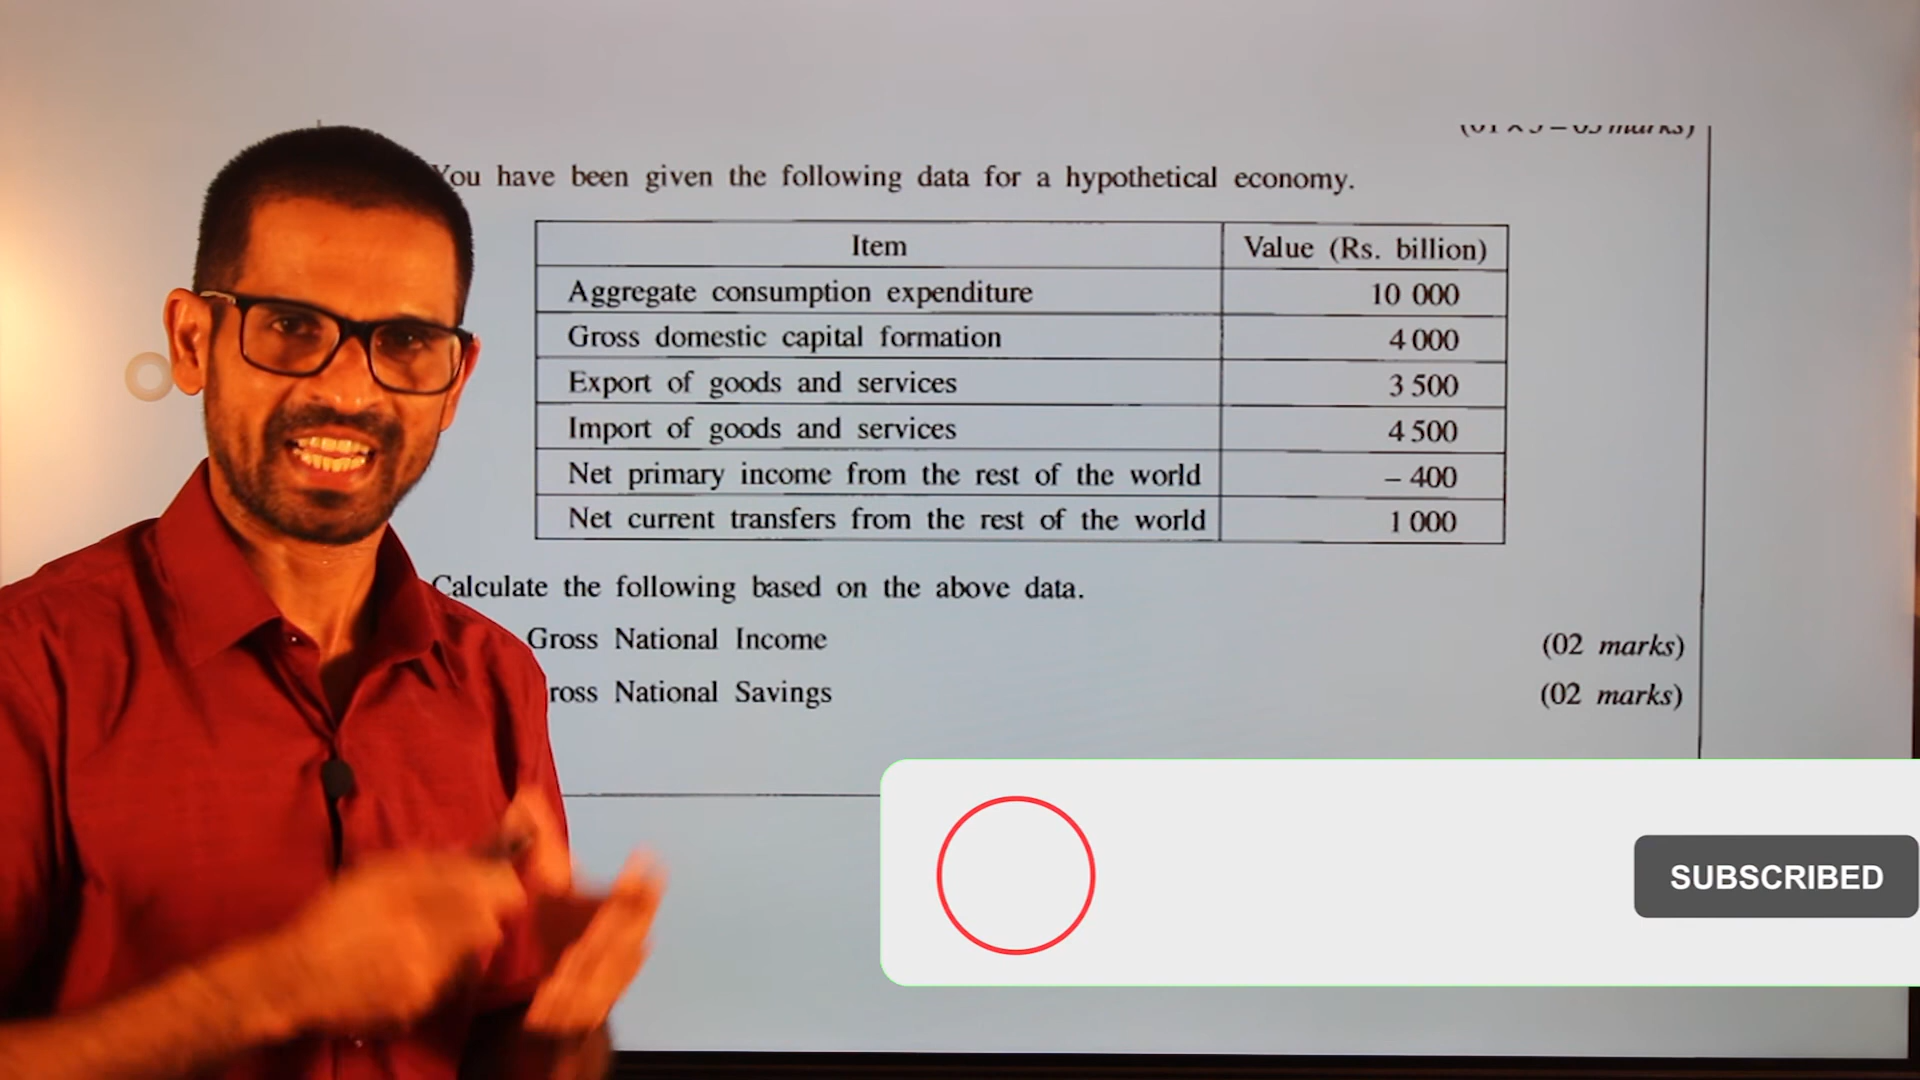 You have been given the following data for a hypothetical economy.
Item Value (Rs. billion)
Aggregate consumption expenditure 10 000
Gross domestic capital formation 4 000
Export of goods and services 3 500
Import of goods and services 4 500
Net primary income from the rest of the world – 400
Net current transfers from the rest of the world 1 000
Calculate the following based on the above data.
Gross National Income (02 marks)
ross National Savings (02 marks)
SUBSCRIBED